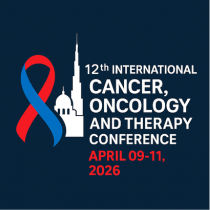 12th INTERNATIONAL
CANCER,
ONCOLOGY
AND THERAPY
CONFERENCE
APRIL 09-11,
2026